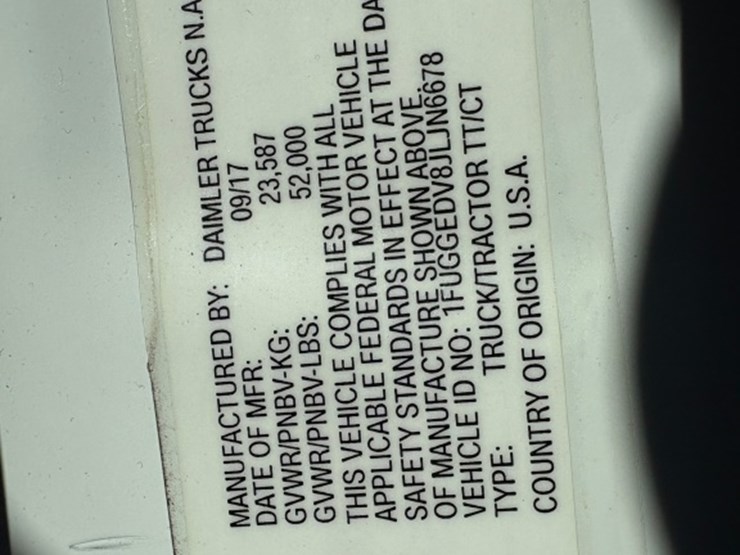 MANUFACTURED BY: DAIMLER TRUCKS N.A
DATE OF MFR: 09/17
GVWR/PNBV-KG: 23,587
GVWR/PNBV-LBS: 52,000
THIS VEHICLE COMPLIES WITH ALL
APPLICABLE FEDERAL MOTOR VEHICLE
SAFETY STANDARDS IN EFFECT AT THE DA
OF MANUFACTURE SHOWN ABOVE.
VEHICLE ID NO: 1FUGGEDV8JLJN6678
TYPE: TRUCK/TRACTOR TT/CT
COUNTRY OF ORIGIN: U.S.A.